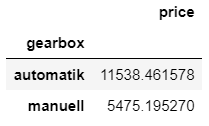 price
gearbox
automatik 11538.461578
manuell 5475.195270